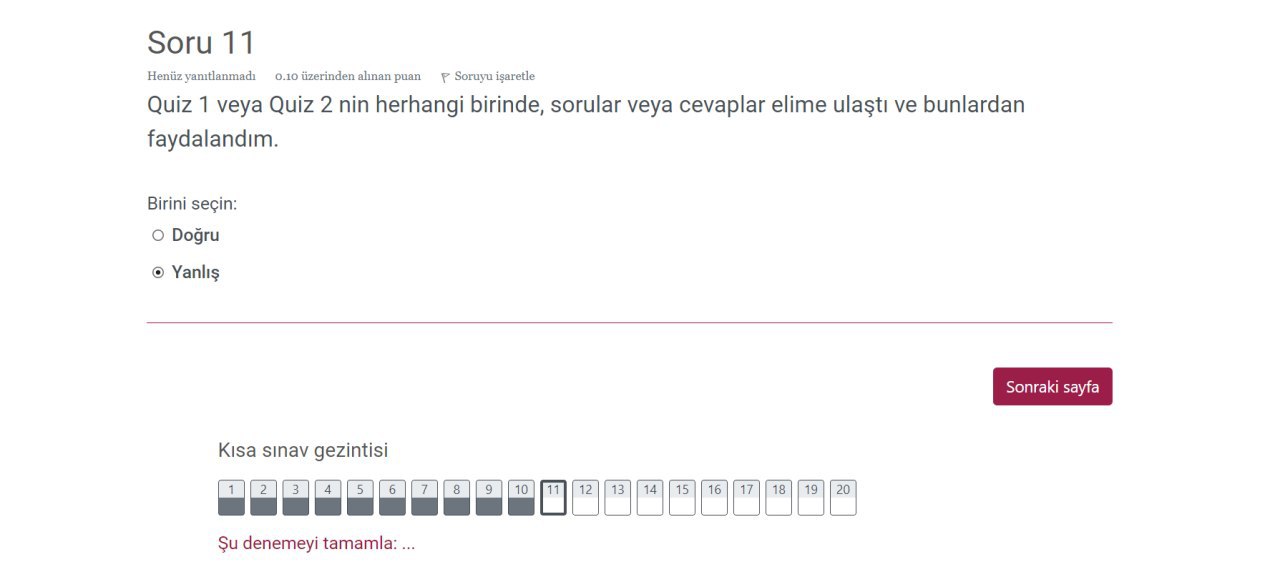 Soru 11
Henüz yanıtlanmadı 0.10 üzerinden alınan puan Soruyu işaretle
Quiz 1 veya Quiz 2 nin herhangi birinde, sorular veya cevaplar elime ulaştı ve bunlardan
faydalandım.
Birini seçin:
Doğru
Yanlış
Sonraki sayfa
Kısa sınav gezintisi
1 2 3 4 5 6 7 8 9 10 11 12 13 14 15 16 17 18 19 20
Şu denemeyi tamamla: ...